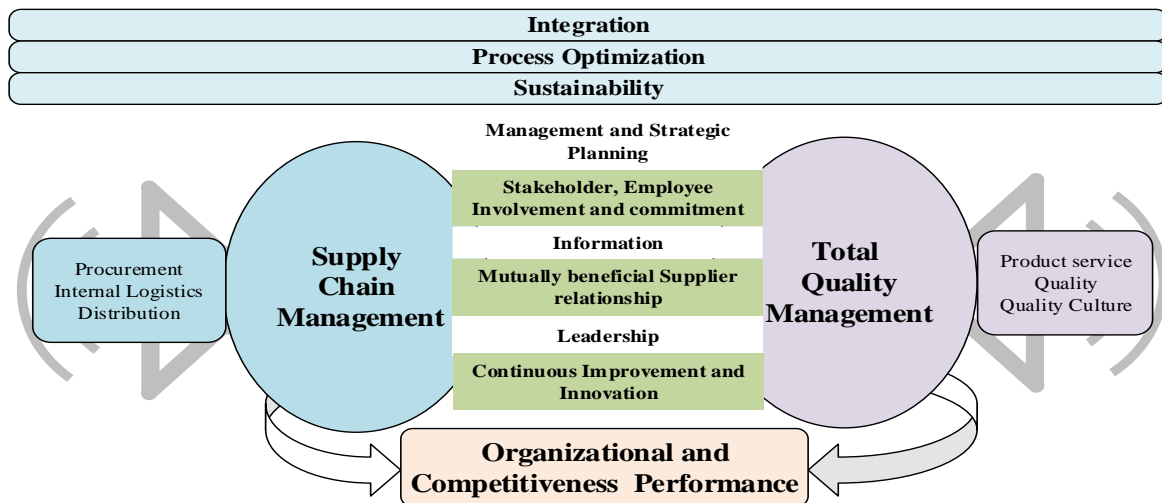 Integration
Process Optimization
Sustainability
Management and Strategic
Planning
Stakeholder, Employee
Involvement and commitment
Information
Mutually beneficial Supplier
relationship
Leadership
Continuous Improvement and
Innovation
Supply
Chain
Management
Total
Quality
Management
Procurement
Internal Logistics
Distribution
Product service
Quality
Quality Culture
Organizational and
Competitiveness Performance